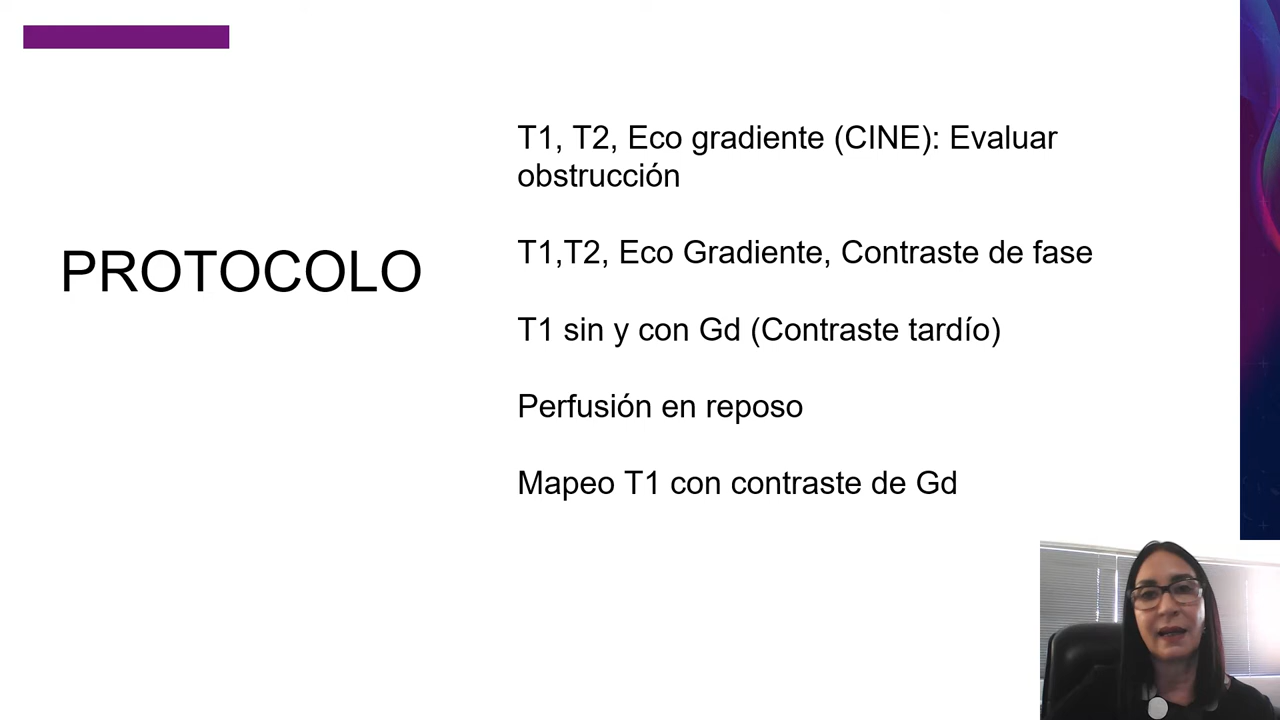 PROTOCOLO
T1, T2, Eco gradiente (CINE): Evaluar
obstrucción
T1,T2, Eco Gradiente, Contraste de fase
T1 sin y con Gd (Contraste tardío)
Perfusión en reposo
Mapeo T1 con contraste de Gd